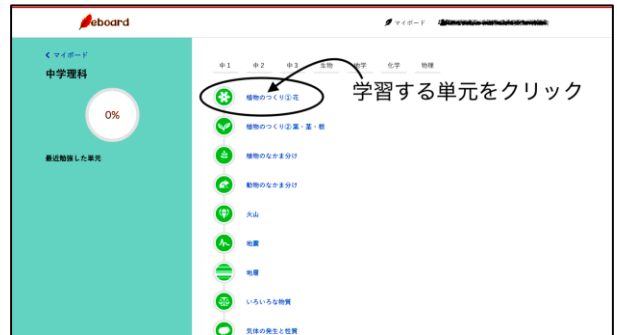 eboard
マイボード
マイボード
中学理科
0%
最近勉強した単元
中1 中2 中3 生物 地学 化学 物理
学習する単元をクリック
植物のつくり①花
植物のつくり②葉・茎・根
植物のなかま分け
動物のなかま分け
火山
地震
地層
いろいろな物質
気体の発生と性質